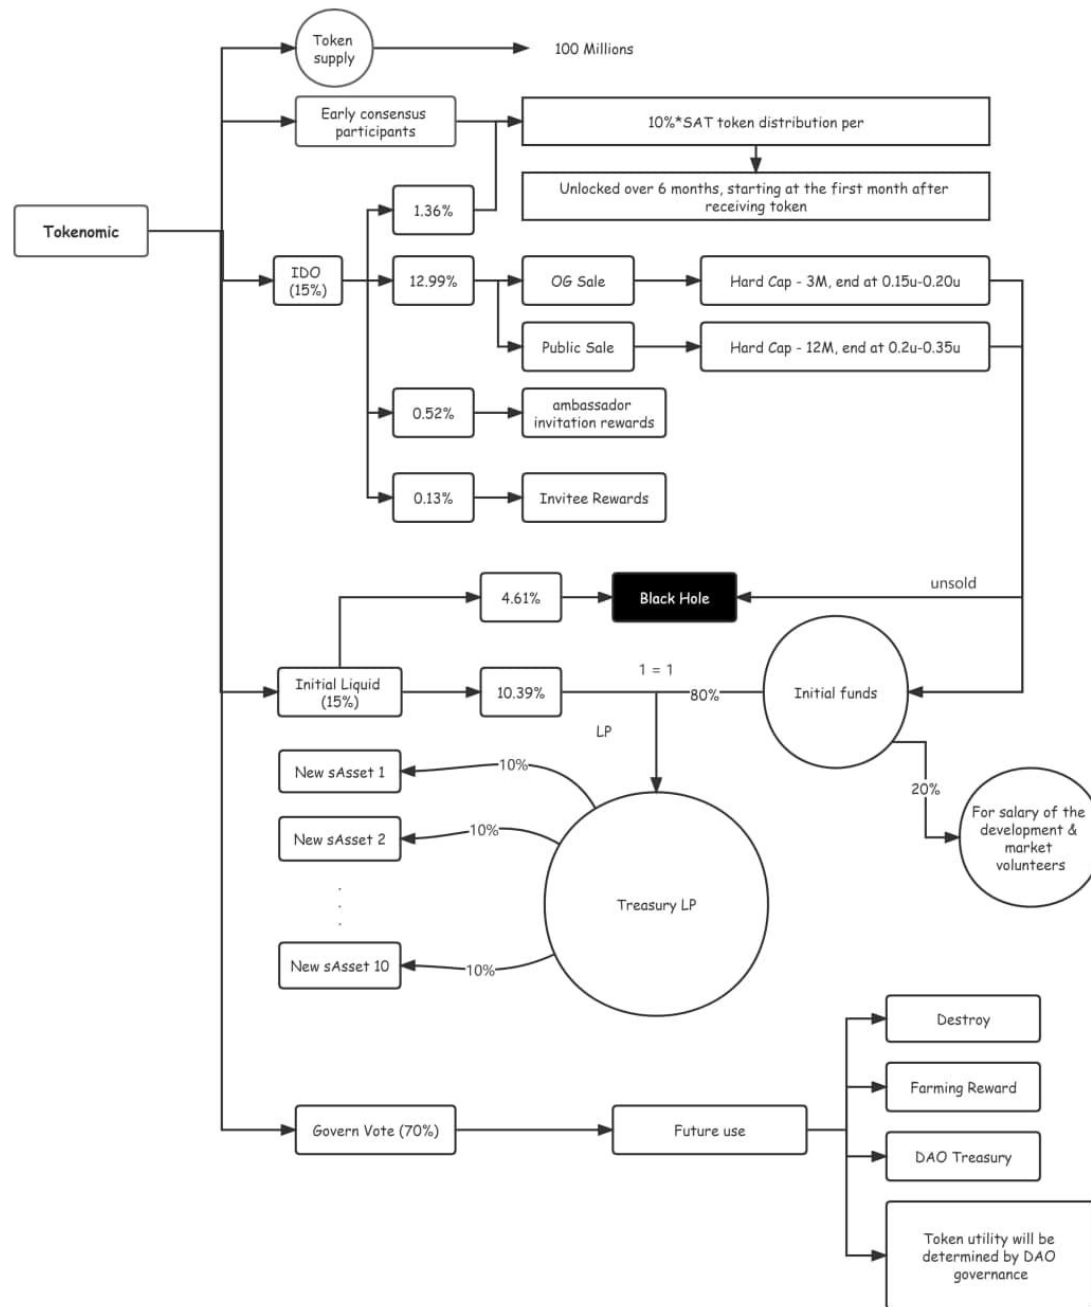 Token
supply
100 Millions
Early consensus
participants
10%*SAT token distribution per
Unlocked over 6 months, starting at the first month after
receiving token
1.36%
Tokenomic
IDO
(15%)
12.99%
OG Sale
Hard Cap - 3M, end at 0.15u-0.20u
Public Sale
Hard Cap - 12M, end at 0.2u-0.35u
0.52%
ambassador
invitation rewards
0.13%
Invitee Rewards
4.61%
Black Hole
unsold
Initial Liquid
(15%)
10.39%
1 = 1
80%
Initial funds
LP
New sAsset 1
10%
20%
For salary of the
development &
market
volunteers
New sAsset 2
10%
.
.
.
Treasury LP
New sAsset 10
10%
Destroy
Farming Reward
Govern Vote (70%)
Future use
DAO Treasury
Token utility will be
determined by DAO
governance